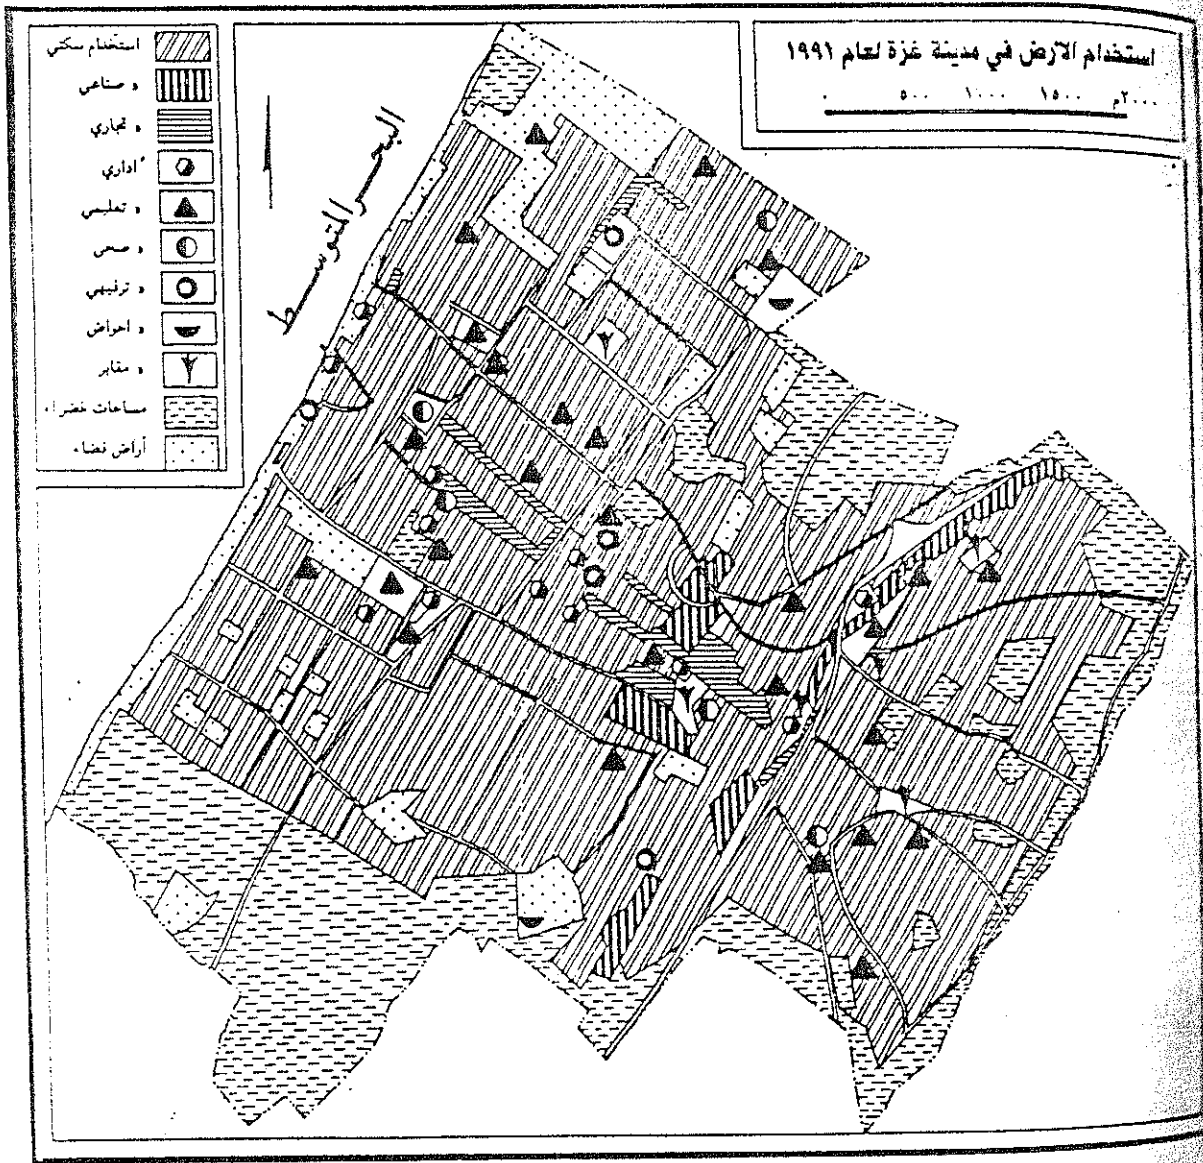 استخدام الارض في مدينة غزة لعام ١٩٩١
٠ ٥٠٠ ١٠٠٠ ١٥٠٠ ٢٠٠٠م
البحر المتوسط
استخدام سكني
د صناعي
د تجاري
اداري
د تعليمي
د صحي
د ترفيهي
د احواض
د مقابر
مساحات خضراء
أراض فضاء